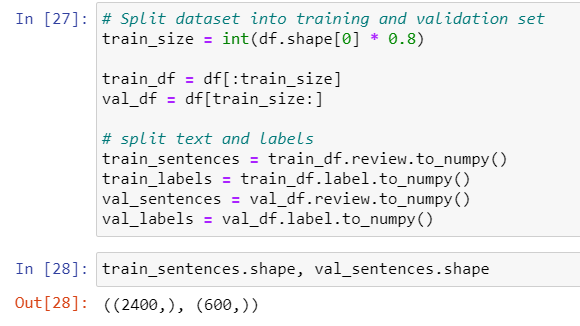 In [27]: # Split dataset into training and validation set
train_size = int(df.shape[0] * 0.8)
train_df = df[:train_size]
val_df = df[train_size:]
# split text and labels
train_sentences = train_df.review.to_numpy()
train_labels = train_df.label.to_numpy()
val_sentences = val_df.review.to_numpy()
val_labels = val_df.label.to_numpy()
In [28]: train_sentences.shape, val_sentences.shape
Out[28]: ((2400,), (600,))